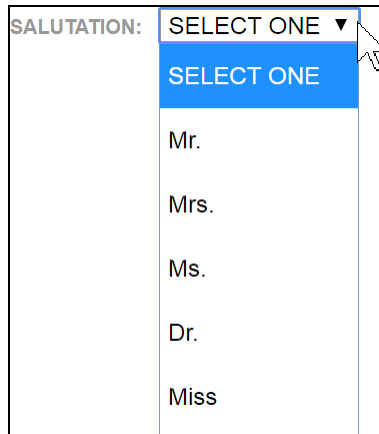 SALUTATION: SELECT ONE ▼
SELECT ONE
Mr.
Mrs.
Ms.
Dr.
Miss